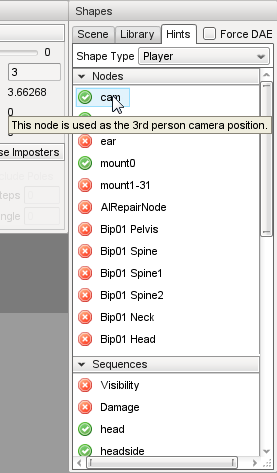 Shapes
Scene Library Hints Force DAE
0
Shape Type Player
3
Nodes
3.66268
cam
0
This node is used as the 3rd person camera position.
ear
se Imposters
mount0
mount1-31
teps 0
AIRepairNode
ngle 0
Bip01 Pelvis
Bip01 Spine
Bip01 Spine1
Bip01 Spine2
Bip01 Neck
Bip01 Head
Sequences
Visibility
Damage
head
headside